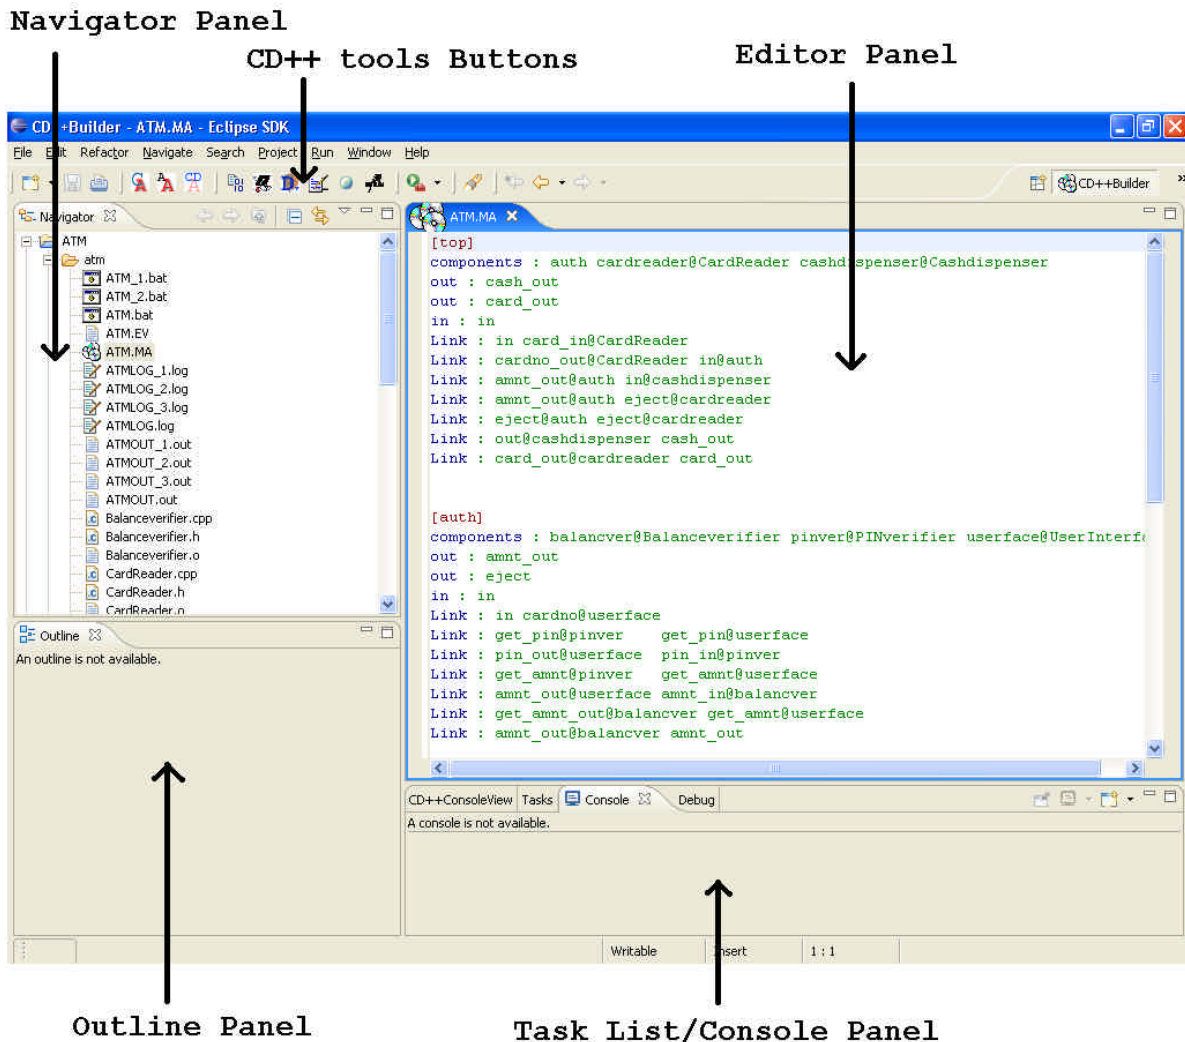 Navigator Panel
CD++ tools Buttons
Editor Panel
CD++Builder - ATM.MA - Eclipse SDK
File Edit Refactor Navigate Search Project Run Window Help
CD++Builder
Navigator
ATM
atm
ATM_1.bat
ATM_2.bat
ATM.bat
ATM.EV
ATM.MA
ATMLOG_1.log
ATMLOG_2.log
ATMLOG_3.log
ATMLOG.log
ATMOUT_1.out
ATMOUT_2.out
ATMOUT_3.out
ATMOUT.out
Balanceverifier.cpp
Balanceverifier.h
Balanceverifier.o
CardReader.cpp
CardReader.h
CardReader.o
ATM.MA
[top]
components : auth cardreader@CardReader cashdispenser@Cashdispenser
out : cash_out
out : card_out
in : in
Link : in card_in@CardReader
Link : cardno_out@CardReader in@auth
Link : amnt_out@auth in@cashdispenser
Link : amnt_out@auth eject@cardreader
Link : eject@auth eject@cardreader
Link : out@cashdispenser cash_out
Link : card_out@cardreader card_out
[auth]
components : balancver@Balanceverifier pinver@PINverifier userface@UserInterfa
out : amnt_out
out : eject
in : in
Link : in cardno@userface
Link : get_pin@pinver get_pin@userface
Link : pin_out@userface pin_in@pinver
Link : get_amnt@pinver get_amnt@userface
Link : amnt_out@userface amnt_in@balancver
Link : get_amnt_out@balancver get_amnt@userface
Link : amnt_out@balancver amnt_out
Outline
An outline is not available.
CD++ConsoleView Tasks Console Debug
A console is not available.
Writable Insert 1 : 1
Outline Panel
Task List/Console Panel